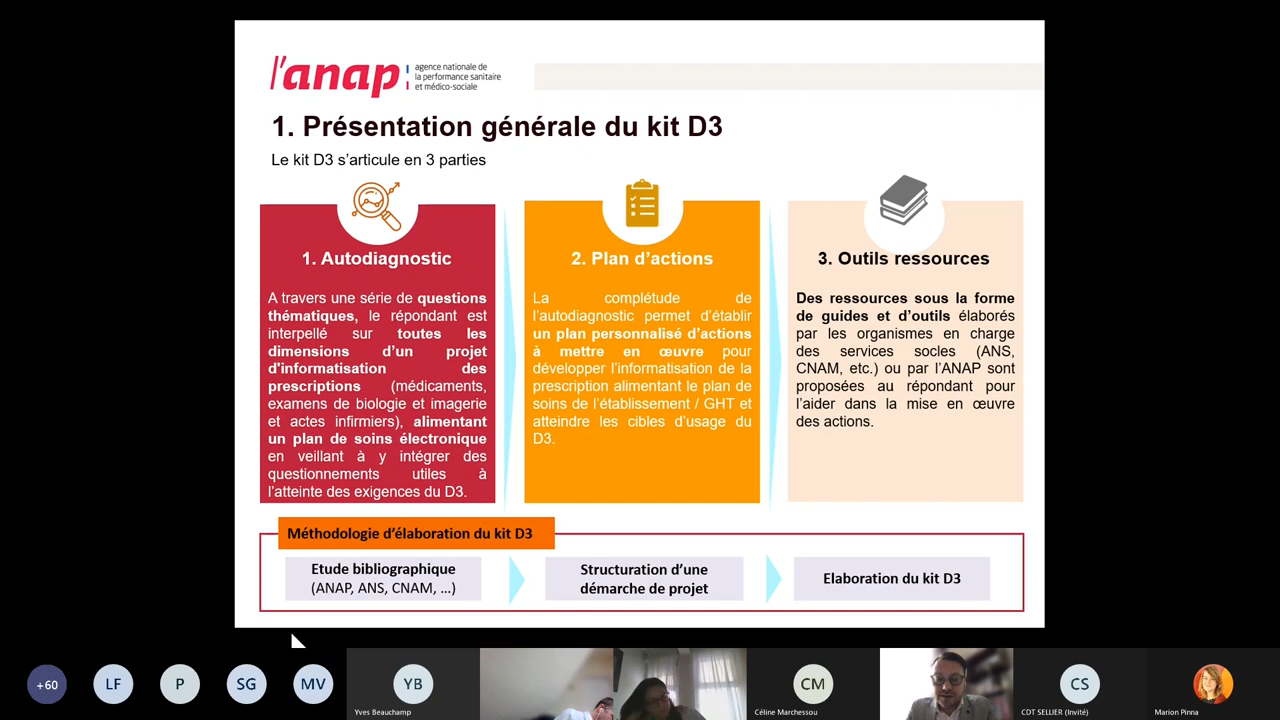 l'anap
agence nationale de
la performance sanitaire
et médico-sociale
1. Présentation générale du kit D3
Le kit D3 s'articule en 3 parties
1. Autodiagnostic
A travers une série de questions
thématiques, le répondant est
interpellé sur toutes les
dimensions d'un projet
d'informatisation des
prescriptions (médicaments,
examens de biologie et imagerie
et actes infirmiers), alimentant
un plan de soins électronique
en veillant à y intégrer des
questionnements utiles à
l'atteinte des exigences du D3.
2. Plan d'actions
La complétude de
l'autodiagnostic permet d'établir
un plan personnalisé d'actions
à mettre en œuvre pour
développer l'informatisation de la
prescription alimentant le plan de
soins de l'établissement / GHT et
atteindre les cibles d'usage du
D3.
3. Outils ressources
Des ressources sous la forme
de guides et d'outils élaborés
par les organismes en charge
des services socles (ANS,
CNAM, etc.) ou par l'ANAP sont
proposées au répondant pour
l'aider dans la mise en œuvre
des actions.
Méthodologie d'élaboration du kit D3
Etude bibliographique
(ANAP, ANS, CNAM, …)
Structuration d'une
démarche de projet
Elaboration du kit D3
+60
LF
P
SG
MV
YB
Yves Beauchamp
CM
Céline Marchessou
CS
CDT SELLIER (Invité)
Marion Pinna